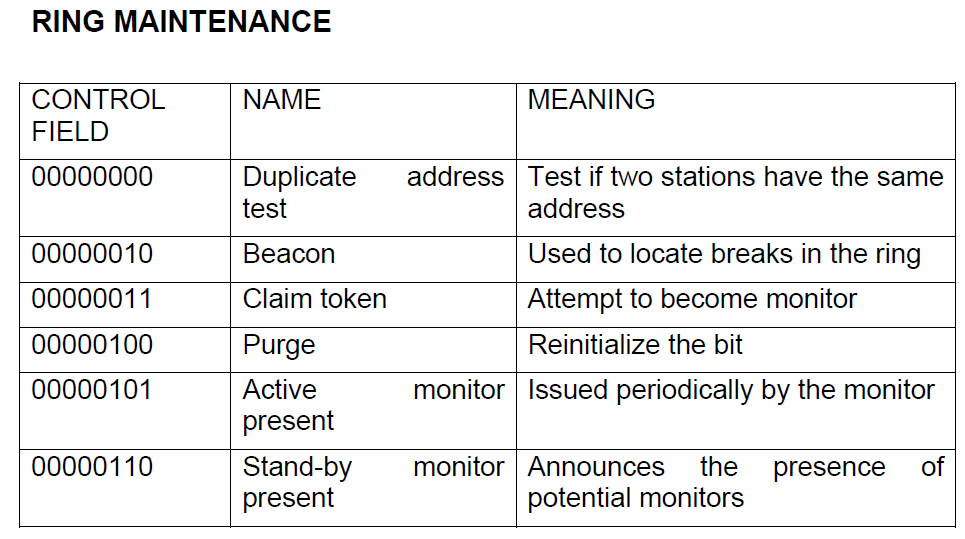 RING MAINTENANCE
CONTROL FIELD NAME MEANING
00000000 Duplicate address test Test if two stations have the same address
00000010 Beacon Used to locate breaks in the ring
00000011 Claim token Attempt to become monitor
00000100 Purge Reinitialize the bit
00000101 Active monitor present Issued periodically by the monitor
00000110 Stand-by monitor present Announces the presence of potential monitors